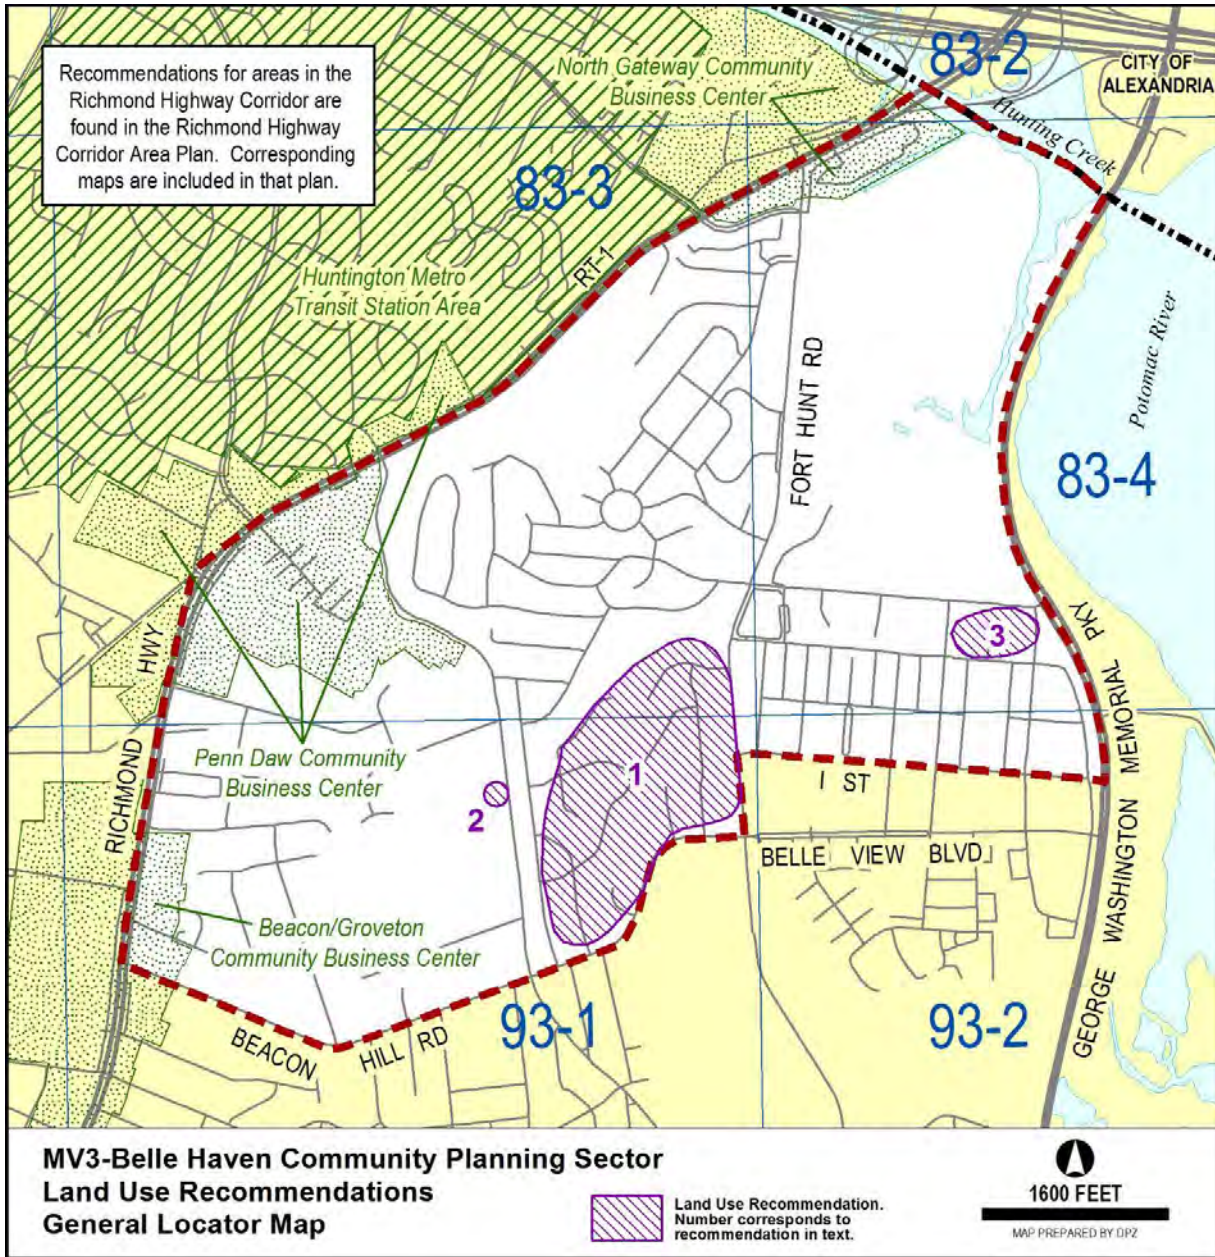 Recommendations for areas in the
Richmond Highway Corridor are
found in the Richmond Highway
Corridor Area Plan. Corresponding
maps are included in that plan.
North Gateway Community
Business Center
83-2
CITY OF
ALEXANDRIA
Hunting Creek
83-3
RT-1
Huntington Metro
Transit Station Area
Potomac River
FORT HUNT RD
83-4
3
RICHMOND HWY
Penn Daw Community
Business Center
1
2
I ST
BELLE VIEW BLVD
GEORGE WASHINGTON MEMORIAL PKY
Beacon/Groveton
Community Business Center
BEACON HILL RD
93-1
93-2
MV3-Belle Haven Community Planning Sector
Land Use Recommendations
General Locator Map
Land Use Recommendation.
Number corresponds to
recommendation in text.
1600 FEET
MAP PREPARED BY DPZ